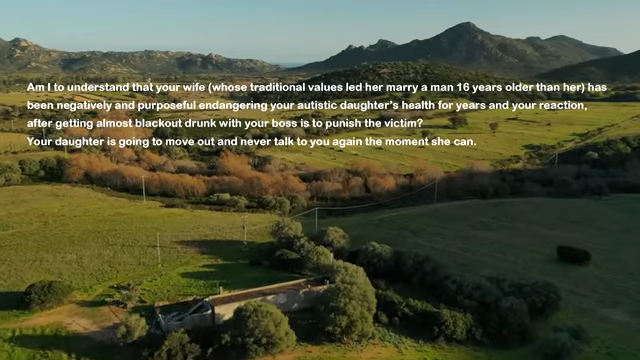 Am I to understand that your wife (whose traditional values led her marry a man 16 years older than her) has
been negatively and purposeful endangering your autistic daughter's health for years and your reaction,
after getting almost blackout drunk with your boss is to punish the victim?
Your daughter is going to move out and never talk to you again the moment she can.